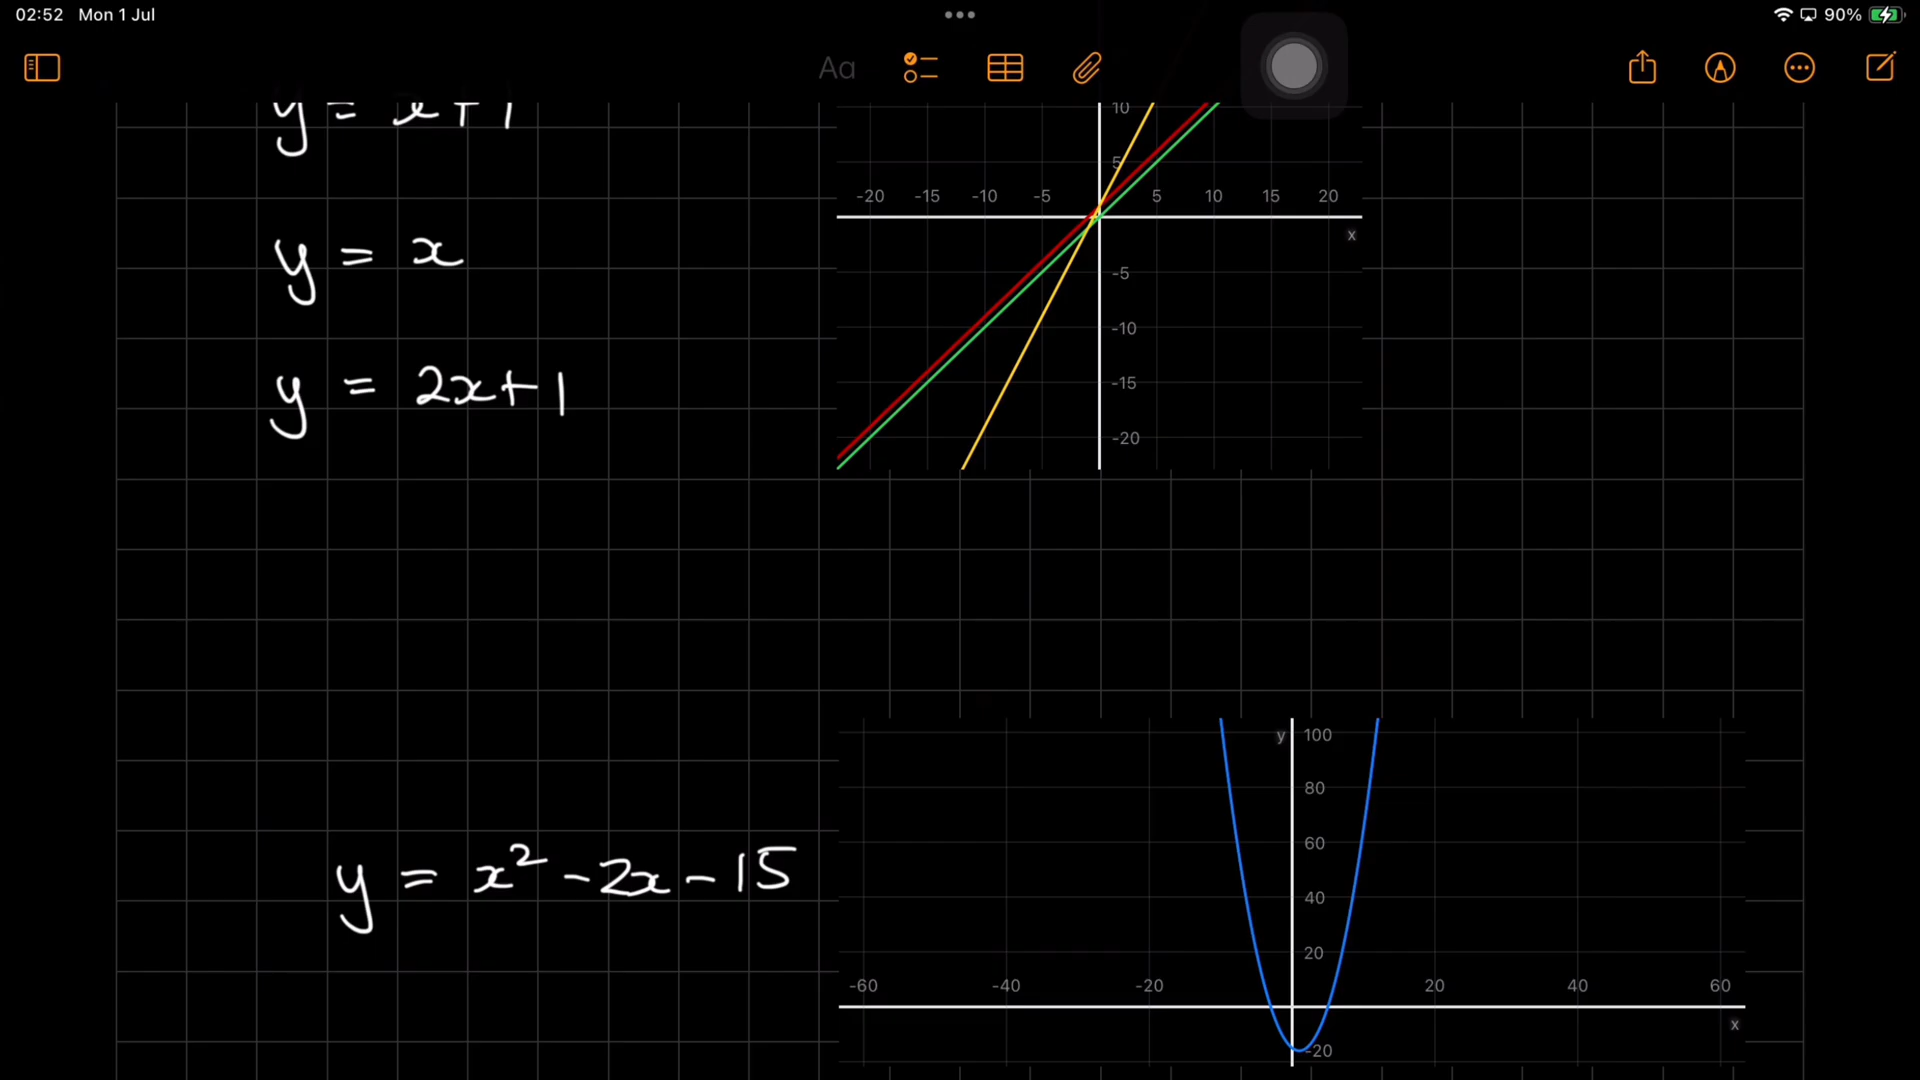 02:52 Mon 1 Jul 90%
Aa
y = x + 1
y = x
y = 2x + 1
10
5
-20 -15 -10 -5 5 10 15 20
x
-5
-10
-15
-20
y = x² - 2x - 15
y 100
80
60
40
20
-60 -40 -20 20 40 60
x
-20